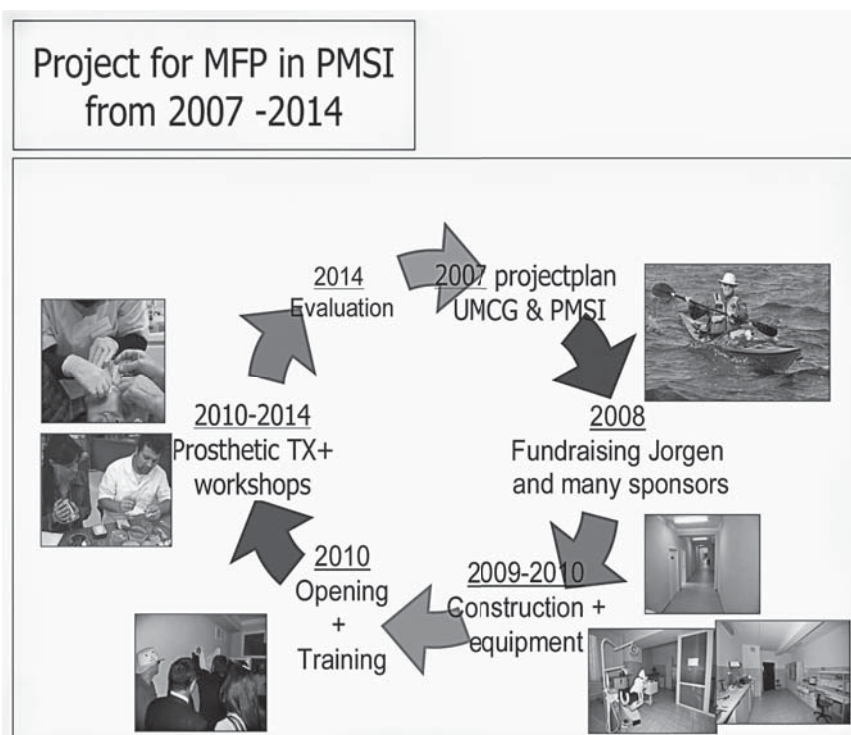 Project for MFP in PMSI
from 2007 -2014
2007 projectplan
UMCG & PMSI
2008
Fundraising Jorgen
and many sponsors
2009-2010
Construction +
equipment
2010
Opening
+
Training
2010-2014
Prosthetic TX+
workshops
2014
Evaluation